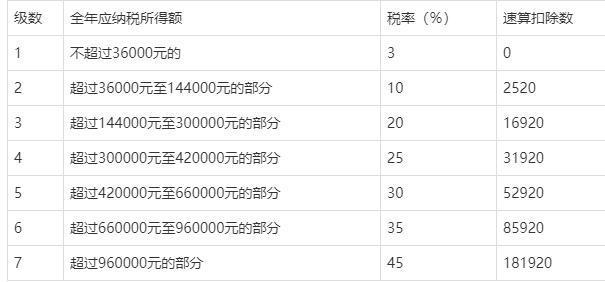 级数 全年应纳税所得额 税率（%） 速算扣除数
1 不超过36000元的 3 0
2 超过36000元至144000元的部分 10 2520
3 超过144000元至300000元的部分 20 16920
4 超过300000元至420000元的部分 25 31920
5 超过420000元至660000元的部分 30 52920
6 超过660000元至960000元的部分 35 85920
7 超过960000元的部分 45 181920